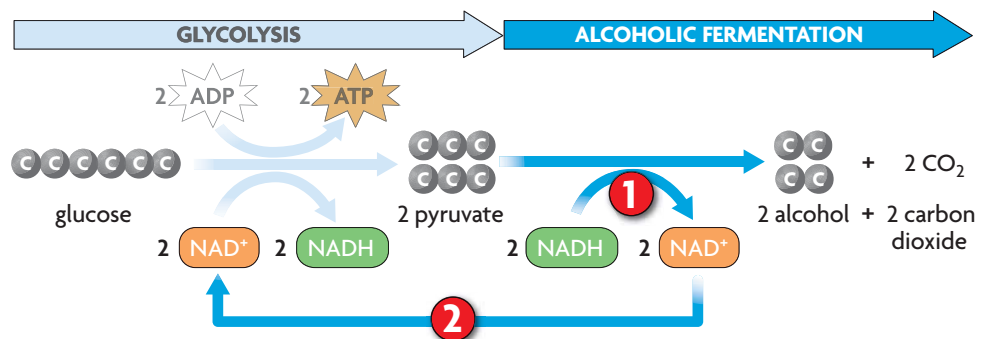 GLYCOLYSIS
ALCOHOLIC FERMENTATION
2 ADP
2 ATP
C C C C C C
C C C
C C C
C C
C C
+ 2 CO₂
glucose
2 pyruvate
1
2 alcohol + 2 carbon
dioxide
2 NAD⁺
2 NADH
2 NADH
2 NAD⁺
2